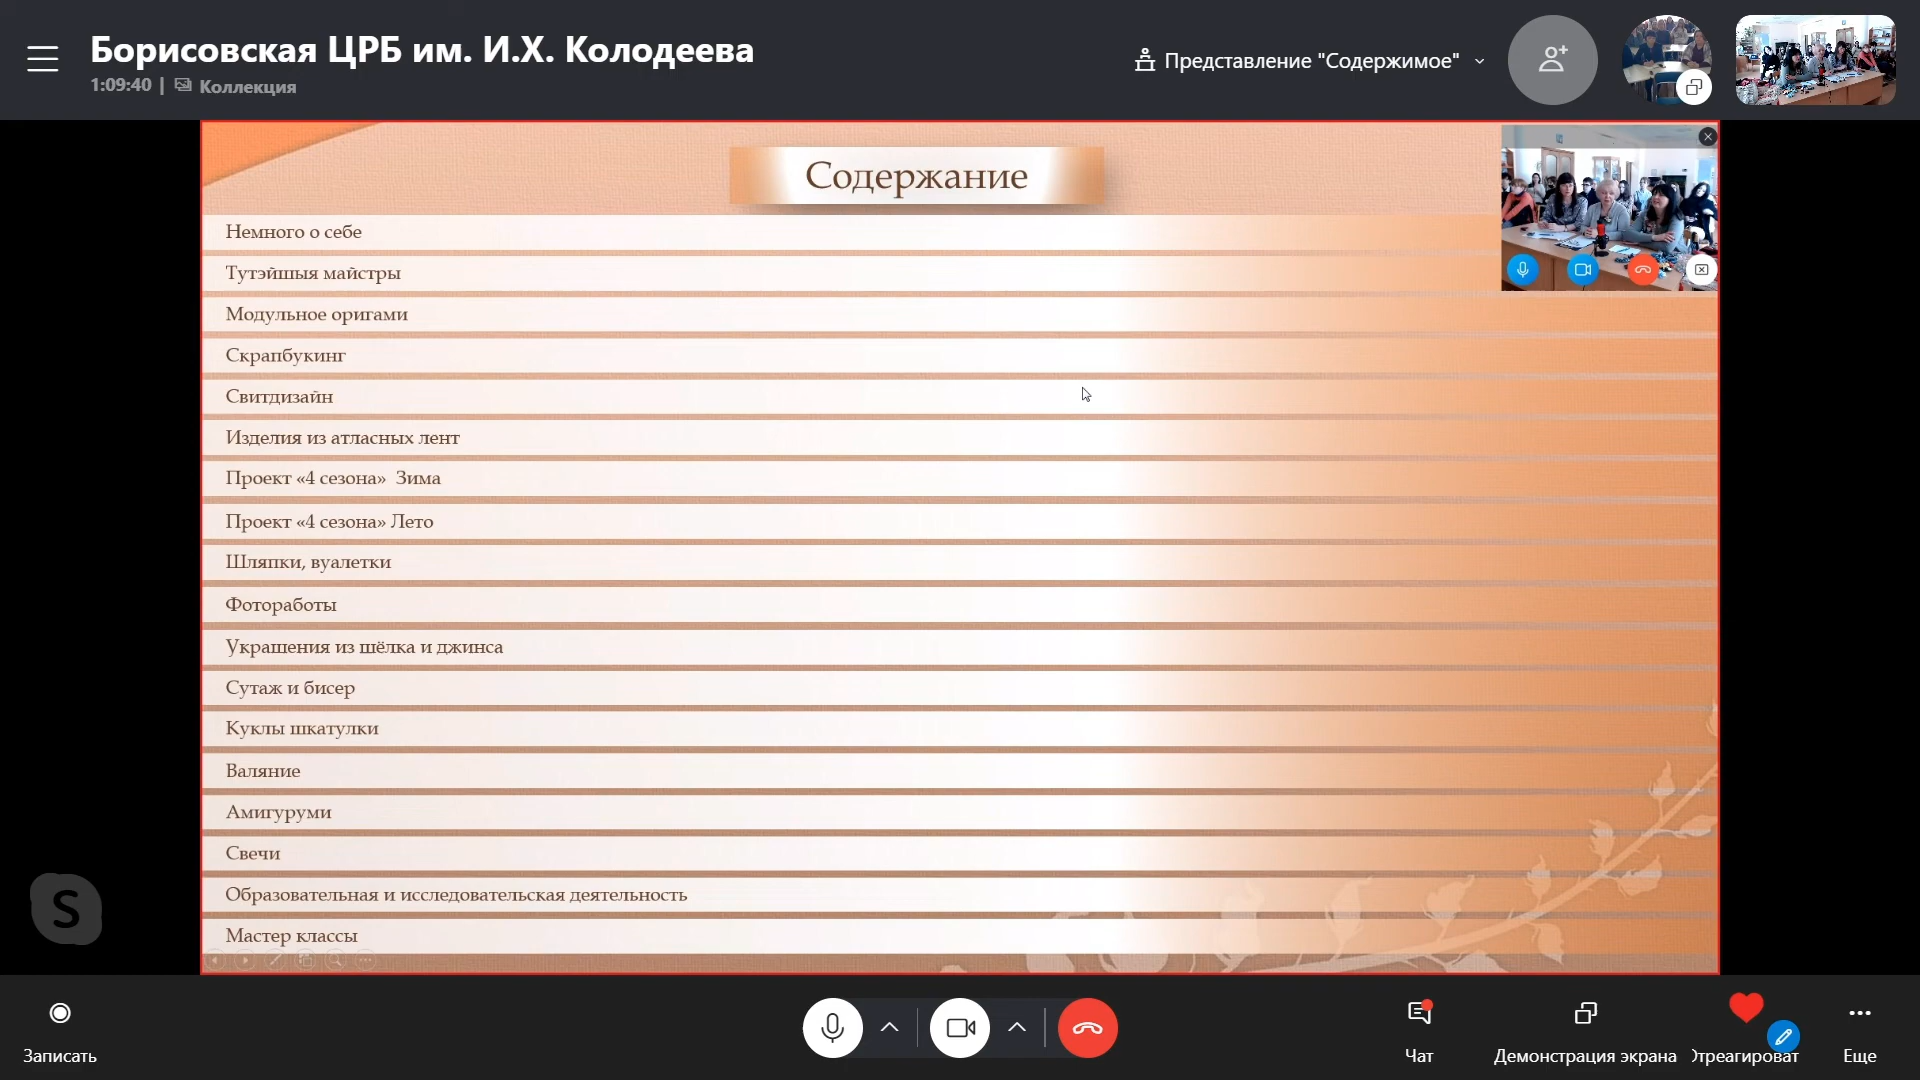 Борисовская ЦРБ им. И.Х. Колодеева
1:09:40 | Коллекция
Представление "Содержимое"
Содержание
Немного о себе
Тутэйшыя майстры
Модульное оригами
Скрапбукинг
Свитдизайн
Изделия из атласных лент
Проект «4 сезона» Зима
Проект «4 сезона» Лето
Шляпки, вуалетки
Фотоработы
Украшения из шёлка и джинса
Сутаж и бисер
Куклы шкатулки
Валяние
Амигуруми
Свечи
Образовательная и исследовательская деятельность
Мастер классы
S
Записать
Чат
Демонстрация экрана
Отреагироват
Еще